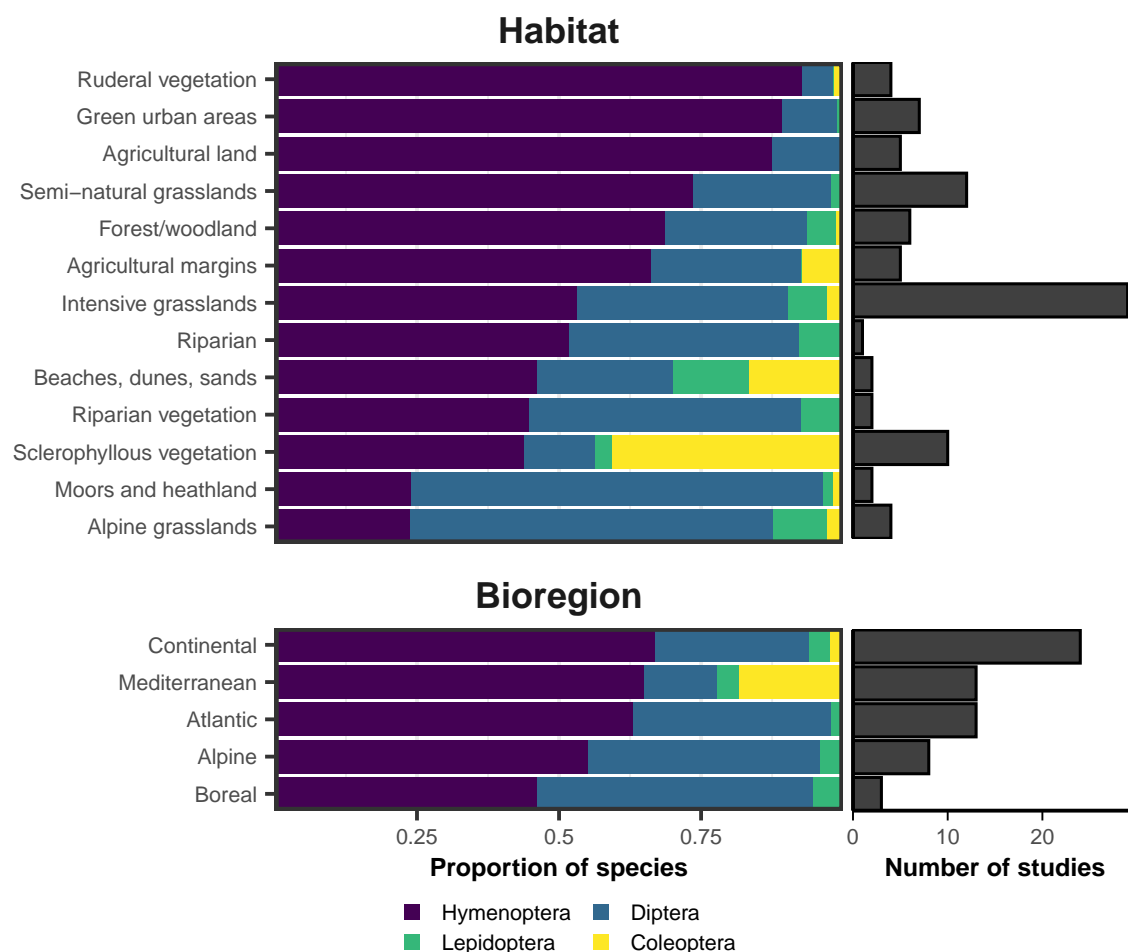 Habitat
Ruderal vegetation
Green urban areas
Agricultural land
Semi−natural grasslands
Forest/woodland
Agricultural margins
Intensive grasslands
Riparian
Beaches, dunes, sands
Riparian vegetation
Sclerophyllous vegetation
Moors and heathland
Alpine grasslands
Bioregion
Continental
Mediterranean
Atlantic
Alpine
Boreal
0.25 0.5 0.75 0 10 20
Proportion of species Number of studies
Hymenoptera Diptera
Lepidoptera Coleoptera